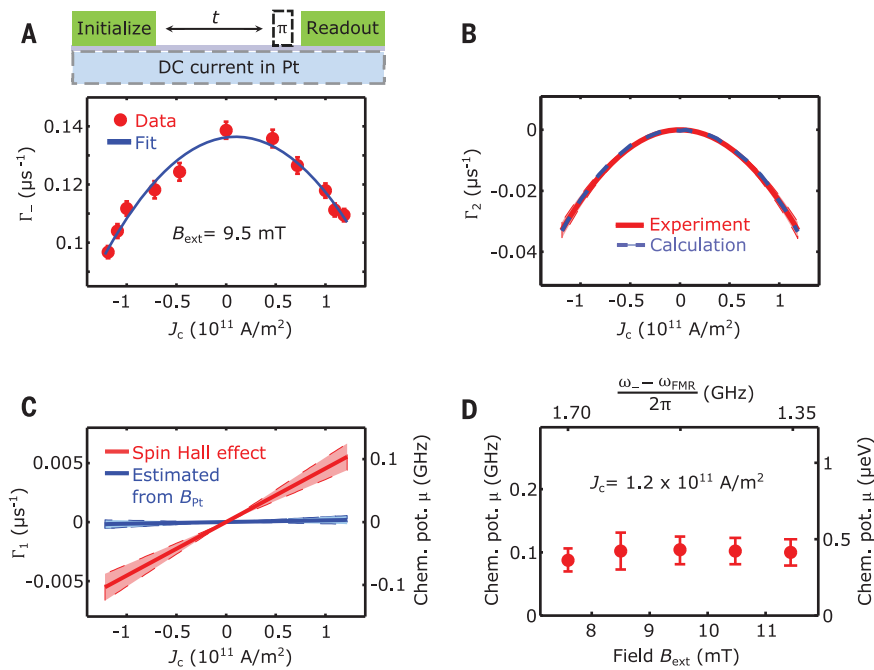 A
Initialize
t
π
Readout
DC current in Pt
Data
Fit
Γ₋ (μs⁻¹)
0.14
0.12
0.1
B_ext= 9.5 mT
-1 -0.5 0 0.5 1
J_c (10¹¹ A/m²)
B
Γ₂ (μs⁻¹)
0
-0.02
-0.04
Experiment
Calculation
-1 -0.5 0 0.5 1
J_c (10¹¹ A/m²)
C
Spin Hall effect
Estimated
from B_Pt
Γ₁ (μs⁻¹)
0.005
0
-0.005
0.1
0
-0.1
Chem. pot. μ (GHz)
-1 -0.5 0 0.5 1
J_c (10¹¹ A/m²)
D
ω₋ − ω_FMR
2π
(GHz)
1.70 1.35
J_c= 1.2 x 10¹¹ A/m²
Chem. pot. μ (GHz)
0.2
0.1
0
1
0.5
0
Chem. pot. μ (μeV)
8 9 10 11
Field B_ext (mT)